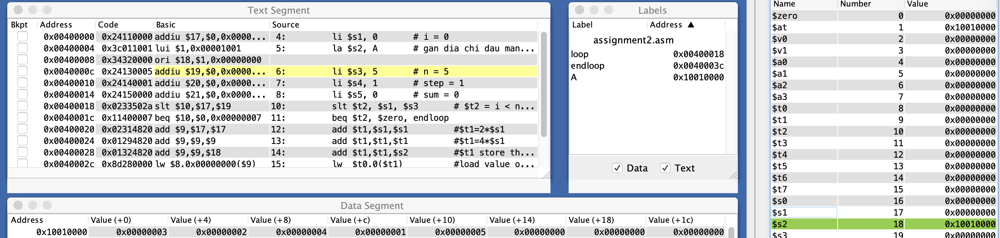 Text Segment
Bkpt Address Code Basic Source
0x00400000 0x24110000 addiu $17,$0,0x0000... 4: li $s1, 0 # i = 0
0x00400004 0x3c011001 lui $1,0x00001001 5: la $s2, A # gan dia chi dau man...
0x00400008 0x34320000 ori $18,$1,0x00000000
0x0040000c 0x24130005 addiu $19,$0,0x0000... 6: li $s3, 5 # n = 5
0x00400010 0x24140001 addiu $20,$0,0x0000... 7: li $s4, 1 # step = 1
0x00400014 0x24150000 addiu $21,$0,0x0000... 8: li $s5, 0 # sum = 0
0x00400018 0x0233502a slt $10,$17,$19 10: slt $t2, $s1, $s3 # $t2 = i < n...
0x0040001c 0x11400007 beq $10,$0,0x00000007 11: beq $t2, $zero, endloop
0x00400020 0x02314820 add $9,$17,$17 12: add $t1,$s1,$s1 #$t1=2*$s1
0x00400024 0x01294820 add $9,$9,$9 13: add $t1,$t1,$t1 #$t1=4*$s1
0x00400028 0x01324820 add $9,$9,$18 14: add $t1,$t1,$s2 #$t1 store th...
0x0040002c 0x8d280000 lw $8,0x00000000($9) 15: lw $t0,0($t1) #load value o...
Labels
Label Address ▲
assignment2.asm
loop 0x00400018
endloop 0x0040003c
A 0x10010000
Data Text
Data Segment
Address Value (+0) Value (+4) Value (+8) Value (+c) Value (+10) Value (+14) Value (+18) Value (+1c)
0x10010000 0x00000003 0x00000002 0x00000004 0x00000001 0x00000005 0x00000000 0x00000000 0x00000000
Name Number Value
$zero 0 0x00000000
$at 1 0x10010000
$v0 2 0x00000000
$v1 3 0x00000000
$a0 4 0x00000000
$a1 5 0x00000000
$a2 6 0x00000000
$a3 7 0x00000000
$t0 8 0x00000000
$t1 9 0x00000000
$t2 10 0x00000000
$t3 11 0x00000000
$t4 12 0x00000000
$t5 13 0x00000000
$t6 14 0x00000000
$t7 15 0x00000000
$s0 16 0x00000000
$s1 17 0x00000000
$s2 18 0x10010000
$s3 19 0x00000000